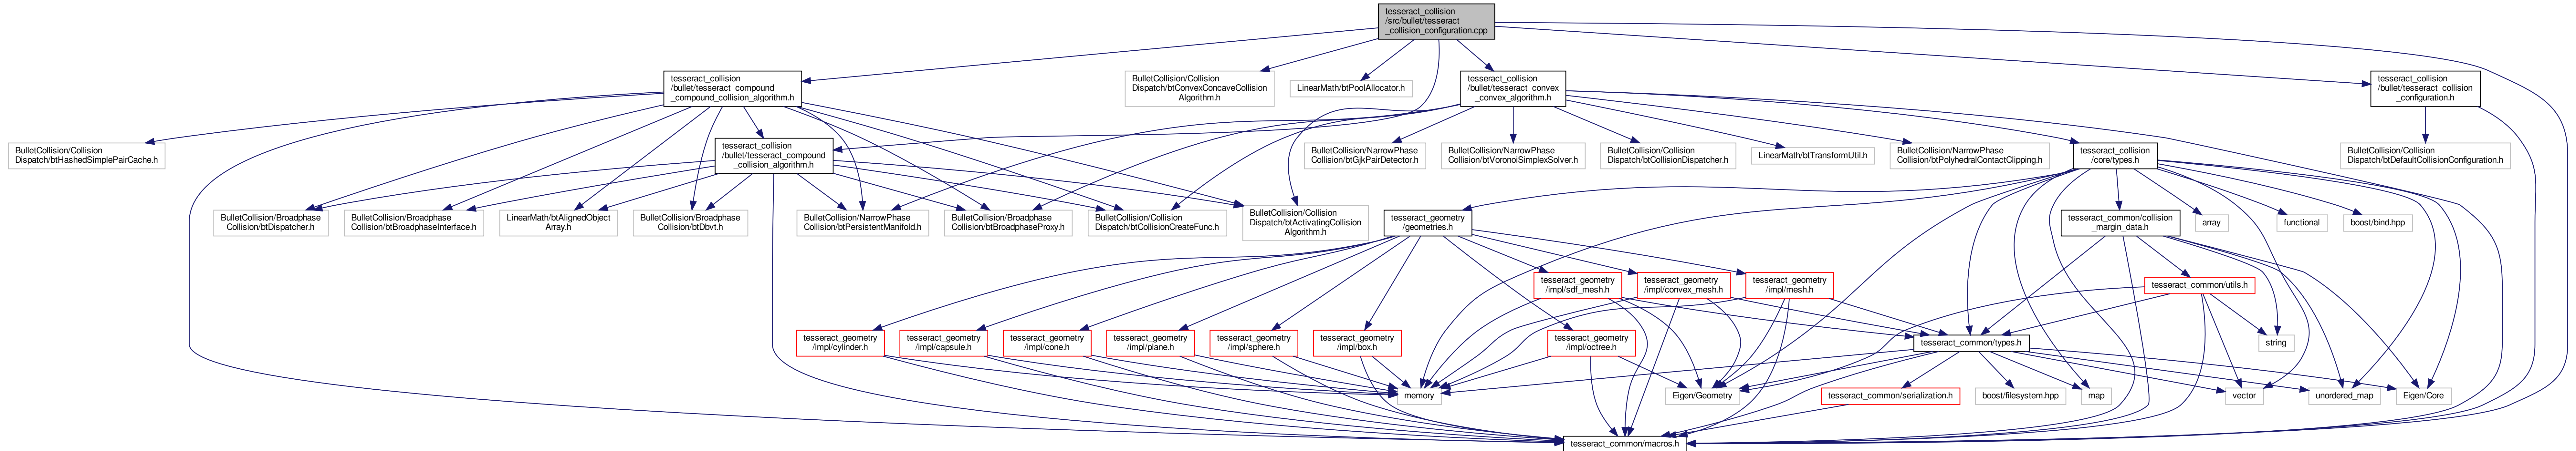 tesseract_collision
/src/bullet/tesseract
_collision_configuration.cpp
tesseract_collision
/bullet/tesseract_compound
_compound_collision_algorithm.h
BulletCollision/Collision
Dispatch/btConvexConcaveCollision
Algorithm.h
LinearMath/btPoolAllocator.h
tesseract_collision
/bullet/tesseract_convex
_convex_algorithm.h
tesseract_collision
/bullet/tesseract_collision
_configuration.h
BulletCollision/Collision
Dispatch/btHashedSimplePairCache.h
tesseract_collision
/bullet/tesseract_compound
_collision_algorithm.h
BulletCollision/NarrowPhase
Collision/btGjkPairDetector.h
BulletCollision/NarrowPhase
Collision/btVoronoiSimplexSolver.h
BulletCollision/Collision
Dispatch/btCollisionDispatcher.h
LinearMath/btTransformUtil.h
BulletCollision/NarrowPhase
Collision/btPolyhedralContactClipping.h
tesseract_collision
/core/types.h
BulletCollision/Collision
Dispatch/btDefaultCollisionConfiguration.h
BulletCollision/Broadphase
Collision/btDispatcher.h
BulletCollision/Broadphase
Collision/btBroadphaseInterface.h
LinearMath/btAlignedObject
Array.h
BulletCollision/Broadphase
Collision/btDbvt.h
BulletCollision/NarrowPhase
Collision/btPersistentManifold.h
BulletCollision/Broadphase
Collision/btBroadphaseProxy.h
BulletCollision/Collision
Dispatch/btCollisionCreateFunc.h
BulletCollision/Collision
Dispatch/btActivatingCollision
Algorithm.h
tesseract_geometry
/geometries.h
tesseract_common/collision
_margin_data.h
array
functional
boost/bind.hpp
tesseract_geometry
/impl/sdf_mesh.h
tesseract_geometry
/impl/convex_mesh.h
tesseract_geometry
/impl/mesh.h
tesseract_common/utils.h
tesseract_geometry
/impl/cylinder.h
tesseract_geometry
/impl/capsule.h
tesseract_geometry
/impl/cone.h
tesseract_geometry
/impl/plane.h
tesseract_geometry
/impl/sphere.h
tesseract_geometry
/impl/box.h
tesseract_geometry
/impl/octree.h
tesseract_common/types.h
string
memory
Eigen/Geometry
tesseract_common/serialization.h
boost/filesystem.hpp
map
vector
unordered_map
Eigen/Core
tesseract_common/macros.h